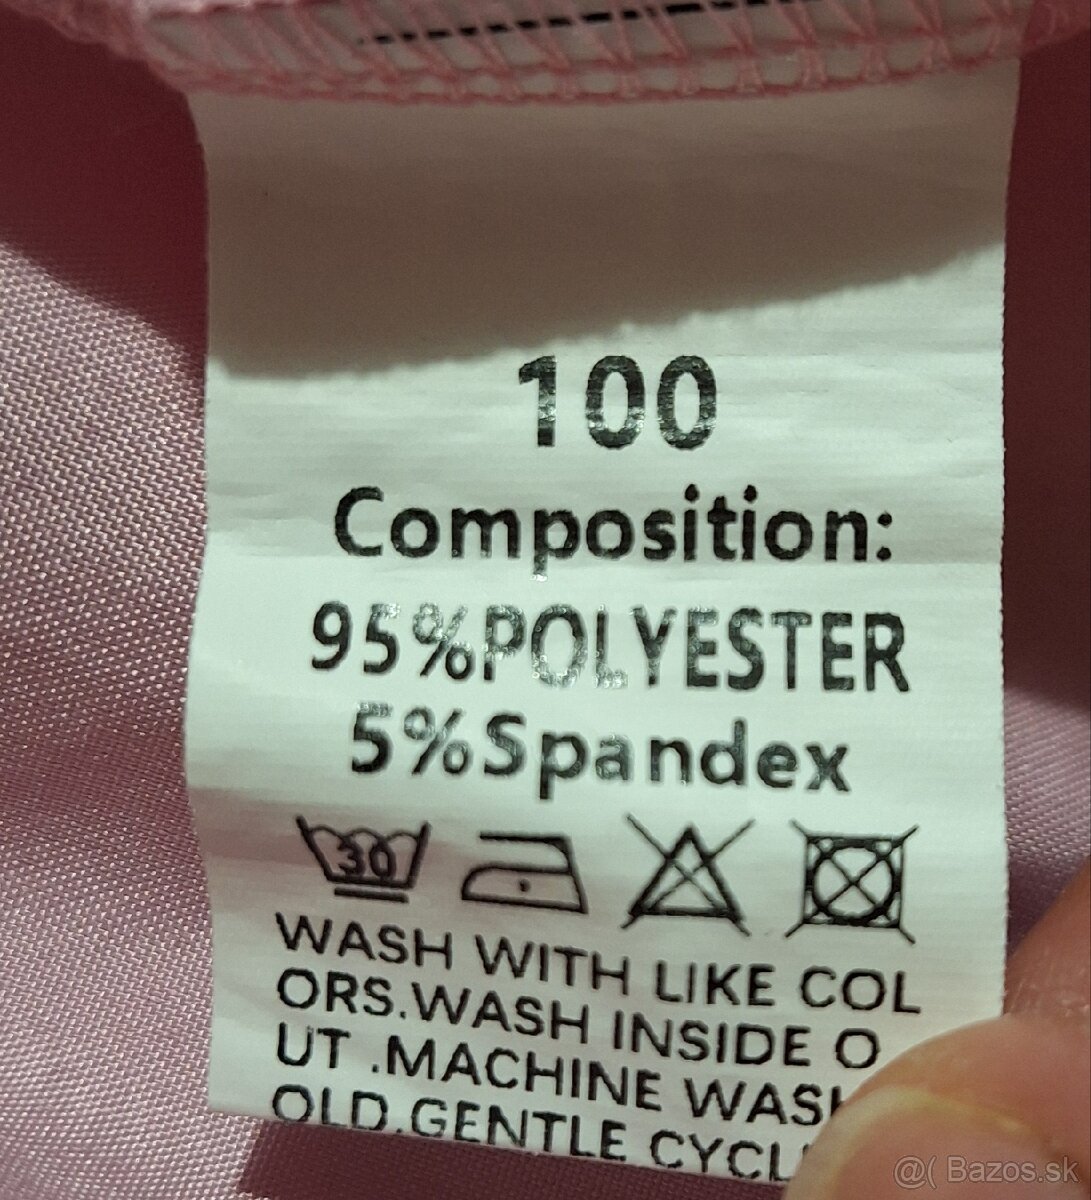 100
Composition:
95%POLYESTER
5%Spandex
30
WASH WITH LIKE COL
ORS.WASH INSIDE O
UT .MACHINE WASH
OLD.GENTLE CYCL
@( Bazos.sk